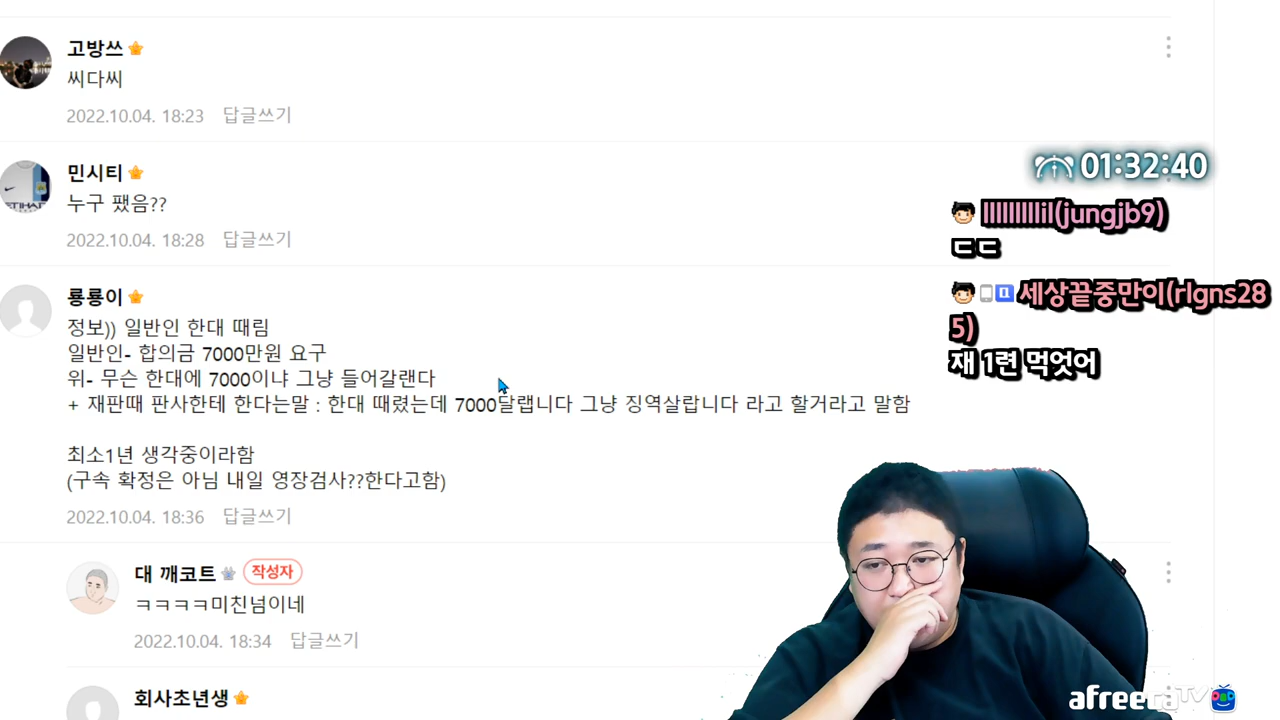 고방쓰
씨다씨
2022.10.04. 18:23 답글쓰기
민시티
누구 팼음??
2022.10.04. 18:28 답글쓰기
룡룡이
정보)) 일반인 한대 때림
일반인- 합의금 7000만원 요구
위- 무슨 한대에 7000이냐 그냥 들어갈랜다
+ 재판때 판사한테 한다는말 : 한대 때렸는데 7000달랩니다 그냥 징역살랍니다 라고 할거라고 말함
최소1년 생각중이라함
(구속 확정은 아님 내일 영장검사??한다고함)
2022.10.04. 18:36 답글쓰기
대 깨코트 작성자
ㅋㅋㅋㅋ미친넘이네
2022.10.04. 18:34 답글쓰기
회사초년생
01:32:40
llllllllllil(jungjb9)
ㄷㄷ
세상끝중만이(rlgns28
5)
재 1련 먹엇어
afreecaTV